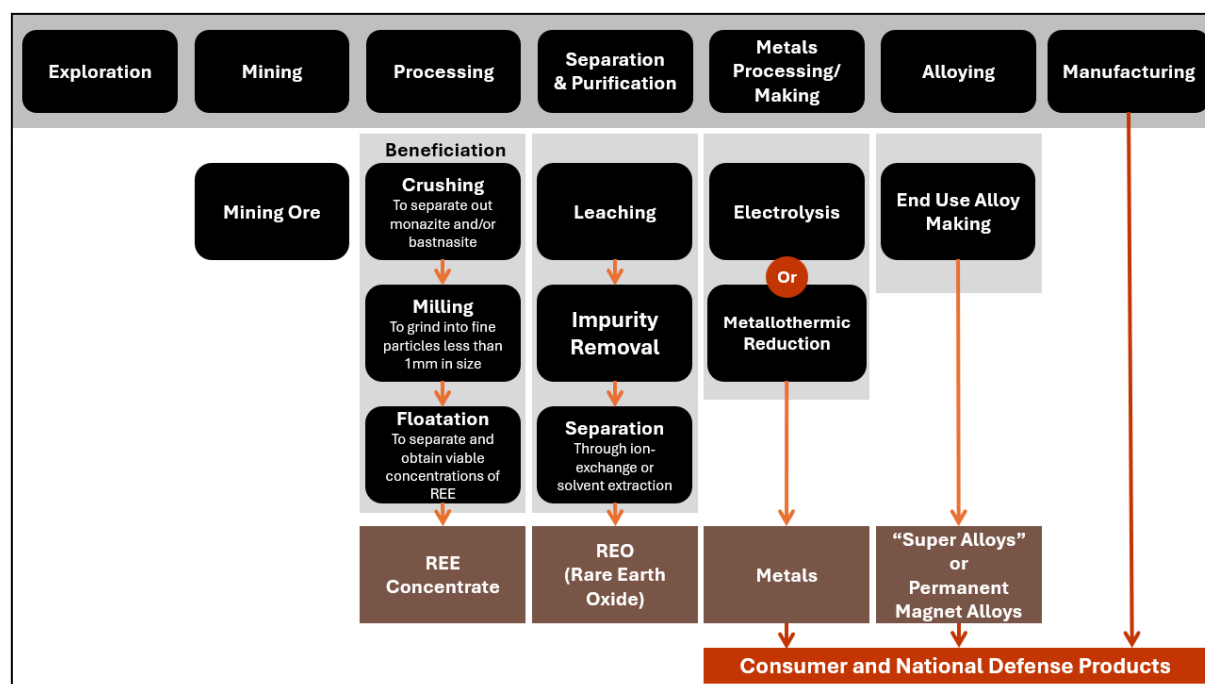 Exploration
Mining
Processing
Separation
& Purification
Metals
Processing/
Making
Alloying
Manufacturing
Mining Ore
Beneficiation
Crushing
To separate out
monazite and/or
bastnasite
Milling
To grind into fine
particles less than
1mm in size
Floatation
To separate and
obtain viable
concentrations of
REE
REE
Concentrate
Leaching
Impurity
Removal
Separation
Through ion-
exchange or
solvent extraction
REO
(Rare Earth
Oxide)
Electrolysis
Or
Metallothermic
Reduction
Metals
End Use Alloy
Making
“Super Alloys”
or
Permanent
Magnet Alloys
Consumer and National Defense Products